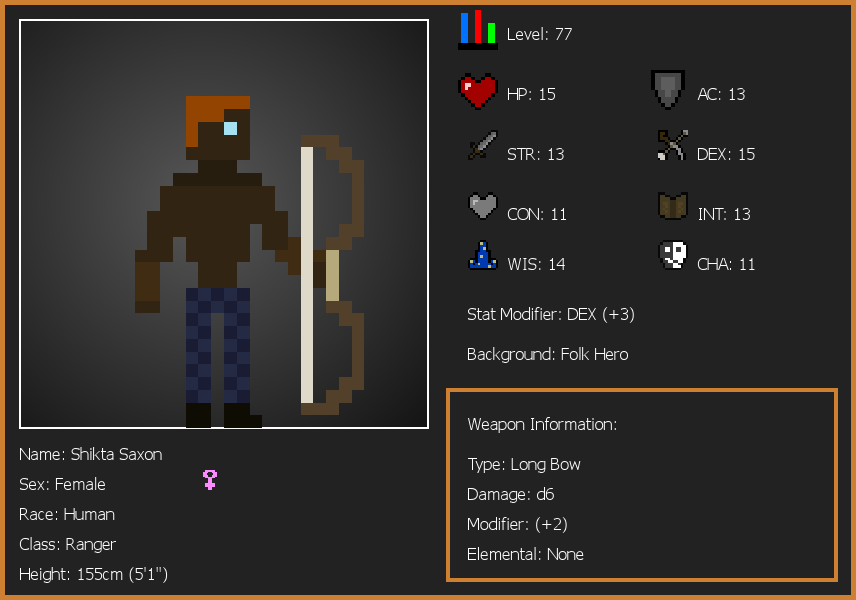 Level: 77
HP: 15
AC: 13
STR: 13
DEX: 15
CON: 11
INT: 13
WIS: 14
CHA: 11
Stat Modifier: DEX (+3)
Background: Folk Hero
Weapon Information:
Type: Long Bow
Damage: d6
Modifier: (+2)
Elemental: None
Name: Shikta Saxon
Sex: Female
Race: Human
Class: Ranger
Height: 155cm (5'1")